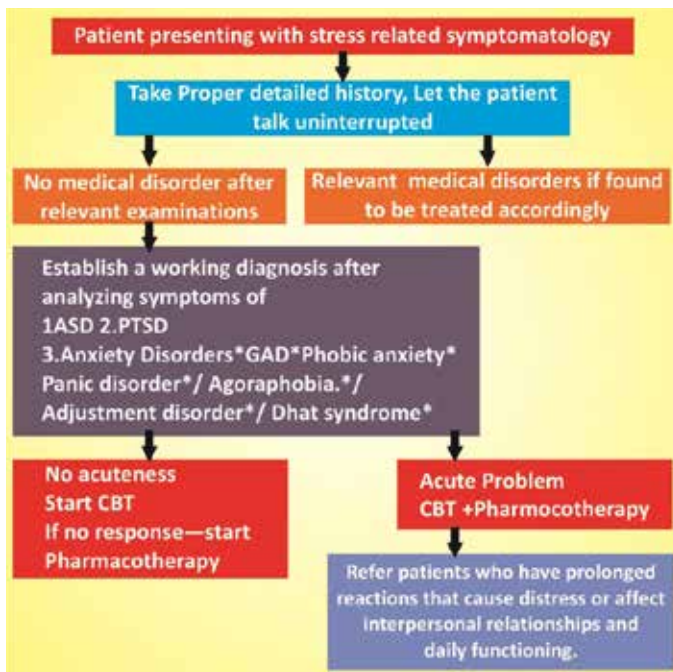 Patient presenting with stress related symptomatology
Take Proper detailed history, Let the patient
talk uninterrupted
No medical disorder after
relevant examinations
Relevant medical disorders if found
to be treated accordingly
Establish a working diagnosis after
analyzing symptoms of
1ASD 2.PTSD
3.Anxiety Disorders*GAD*Phobic anxiety*
Panic disorder*/ Agoraphobia.*/
Adjustment disorder*/ Dhat syndrome*
No acuteness
Start CBT
If no response—start
Pharmacotherapy
Acute Problem
CBT +Pharmocotherapy
Refer patients who have prolonged
reactions that cause distress or affect
interpersonal relationships and
daily functioning.